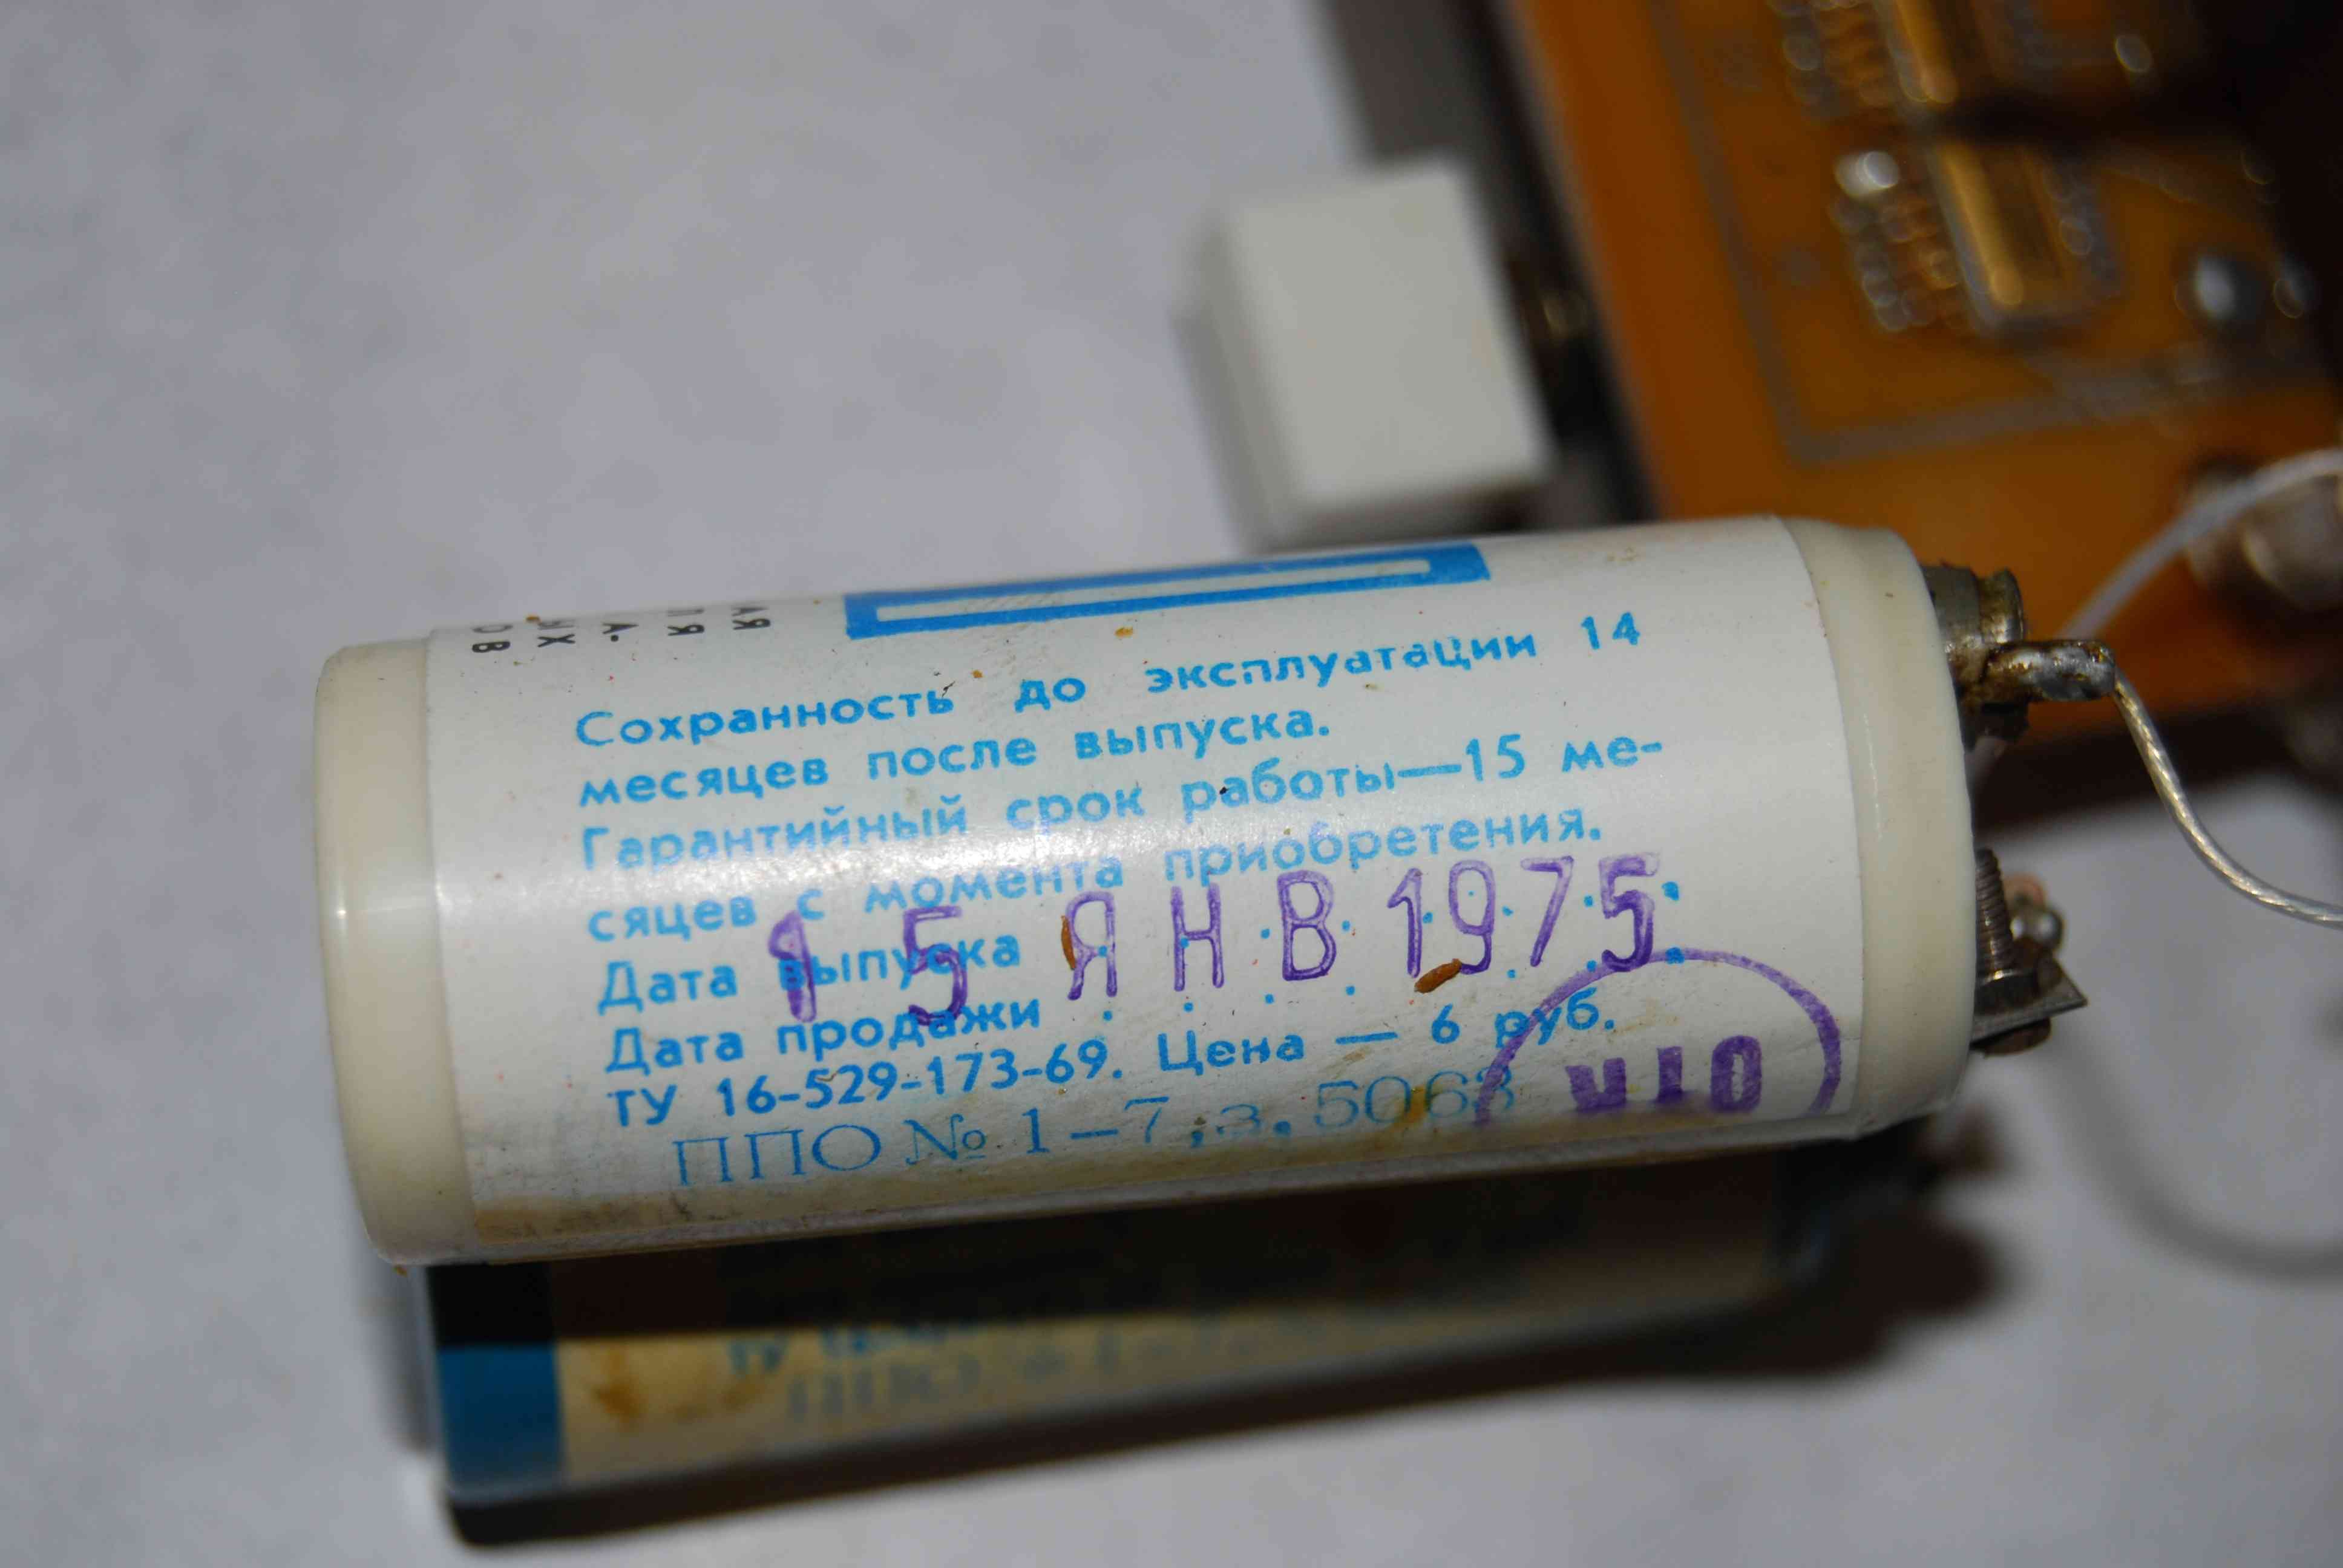 Сохранность до эксплуатации 14
месяцев после выпуска.
Гарантийный срок работы—15 ме-
сяцев с момента приобретения.
Дата выпуска 15 ЯНВ 1975
Дата продажи . . . . . . . .
ТУ 16-529-173-69. Цена — 6 руб.
ППО № 1-7,з. 5063
ОТК